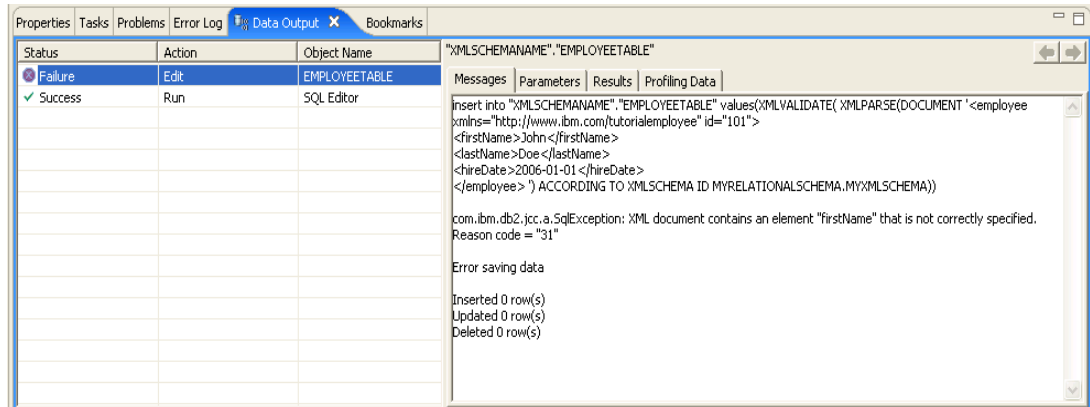 Properties Tasks Problems Error Log Data Output Bookmarks
Status Action Object Name
Failure Edit EMPLOYEETABLE
Success Run SQL Editor
"XMLSCHEMANAME"."EMPLOYEETABLE"
Messages Parameters Results Profiling Data
insert into "XMLSCHEMANAME"."EMPLOYEETABLE" values(XMLVALIDATE( XMLPARSE(DOCUMENT '<employee
xmlns="http://www.ibm.com/tutorialemployee" id="101">
<firstName>John</firstName>
<lastName>Doe</lastName>
<hireDate>2006-01-01</hireDate>
</employee> ') ACCORDING TO XMLSCHEMA ID MYRELATIONALSCHEMA.MYXMLSCHEMA))
com.ibm.db2.jcc.a.SqlException: XML document contains an element "firstName" that is not correctly specified.
Reason code = "31"
Error saving data
Inserted 0 row(s)
Updated 0 row(s)
Deleted 0 row(s)